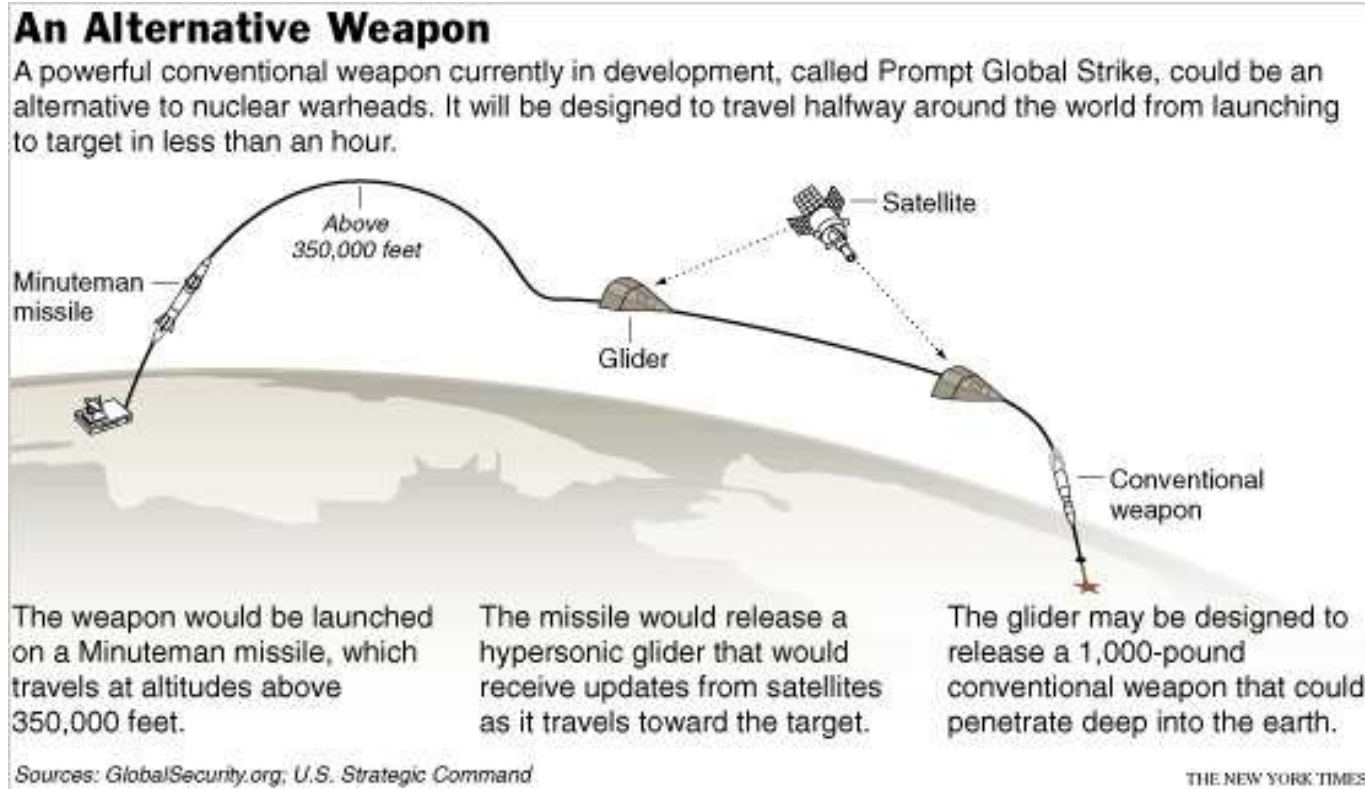 An Alternative Weapon
A powerful conventional weapon currently in development, called Prompt Global Strike, could be an
alternative to nuclear warheads. It will be designed to travel halfway around the world from launching
to target in less than an hour.
Above
350,000 feet
Satellite
Minuteman
missile
Glider
Conventional
weapon
The weapon would be launched
on a Minuteman missile, which
travels at altitudes above
350,000 feet.
The missile would release a
hypersonic glider that would
receive updates from satellites
as it travels toward the target.
The glider may be designed to
release a 1,000-pound
conventional weapon that could
penetrate deep into the earth.
Sources: GlobalSecurity.org; U.S. Strategic Command
THE NEW YORK TIMES